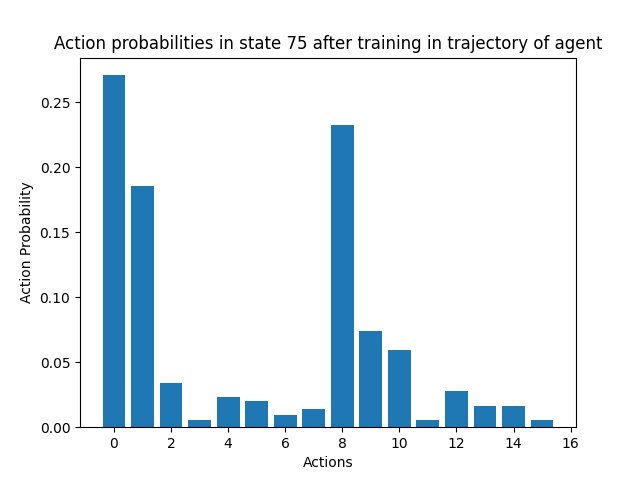 Action probabilities in state 75 after training in trajectory of agent
Action Probability
0.25
0.20
0.15
0.10
0.05
0.00
0 2 4 6 8 10 12 14 16
Actions